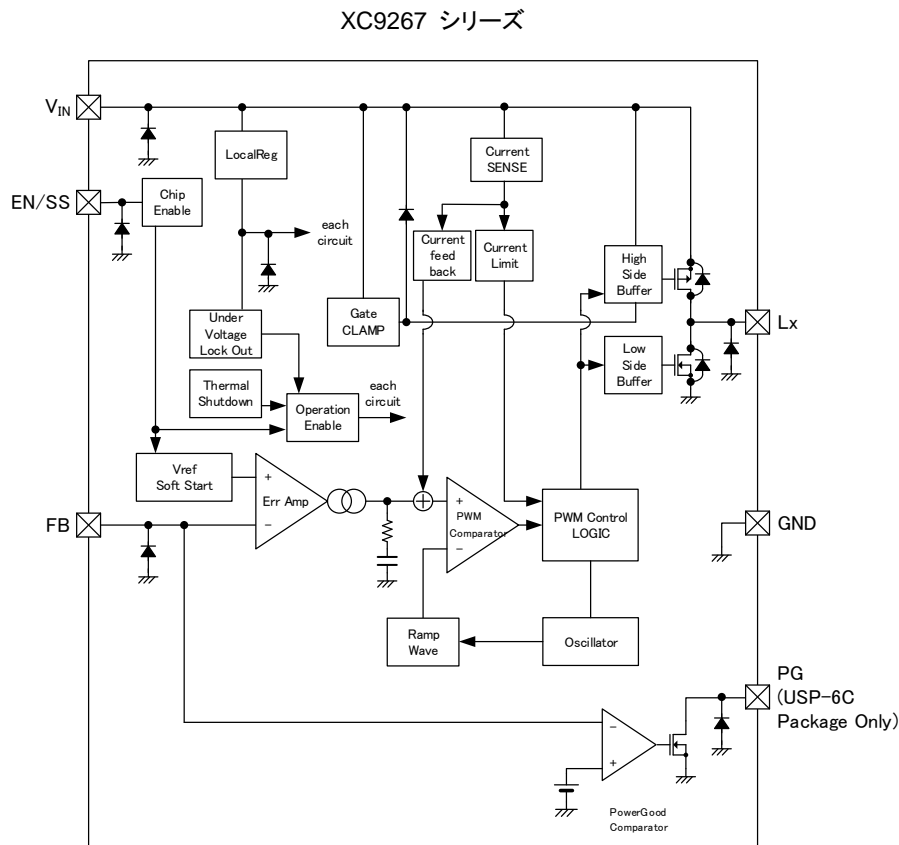 XC9267 シリーズ
VIN
LocalReg
Current
SENSE
EN/SS
Chip
Enable
each
circuit
Current
feed
back
Current
Limit
High
Side
Buffer
Gate
CLAMP
Under
Voltage
Lock Out
Lx
Low
Side
Buffer
Thermal
Shutdown
each
circuit
Operation
Enable
Vref
Soft Start
+
Err Amp
−
+
+
PWM
Comparator
−
PWM Control
LOGIC
FB
GND
Ramp
Wave
Oscillator
PG
(USP-6C
Package Only)
−
+
PowerGood
Comparator